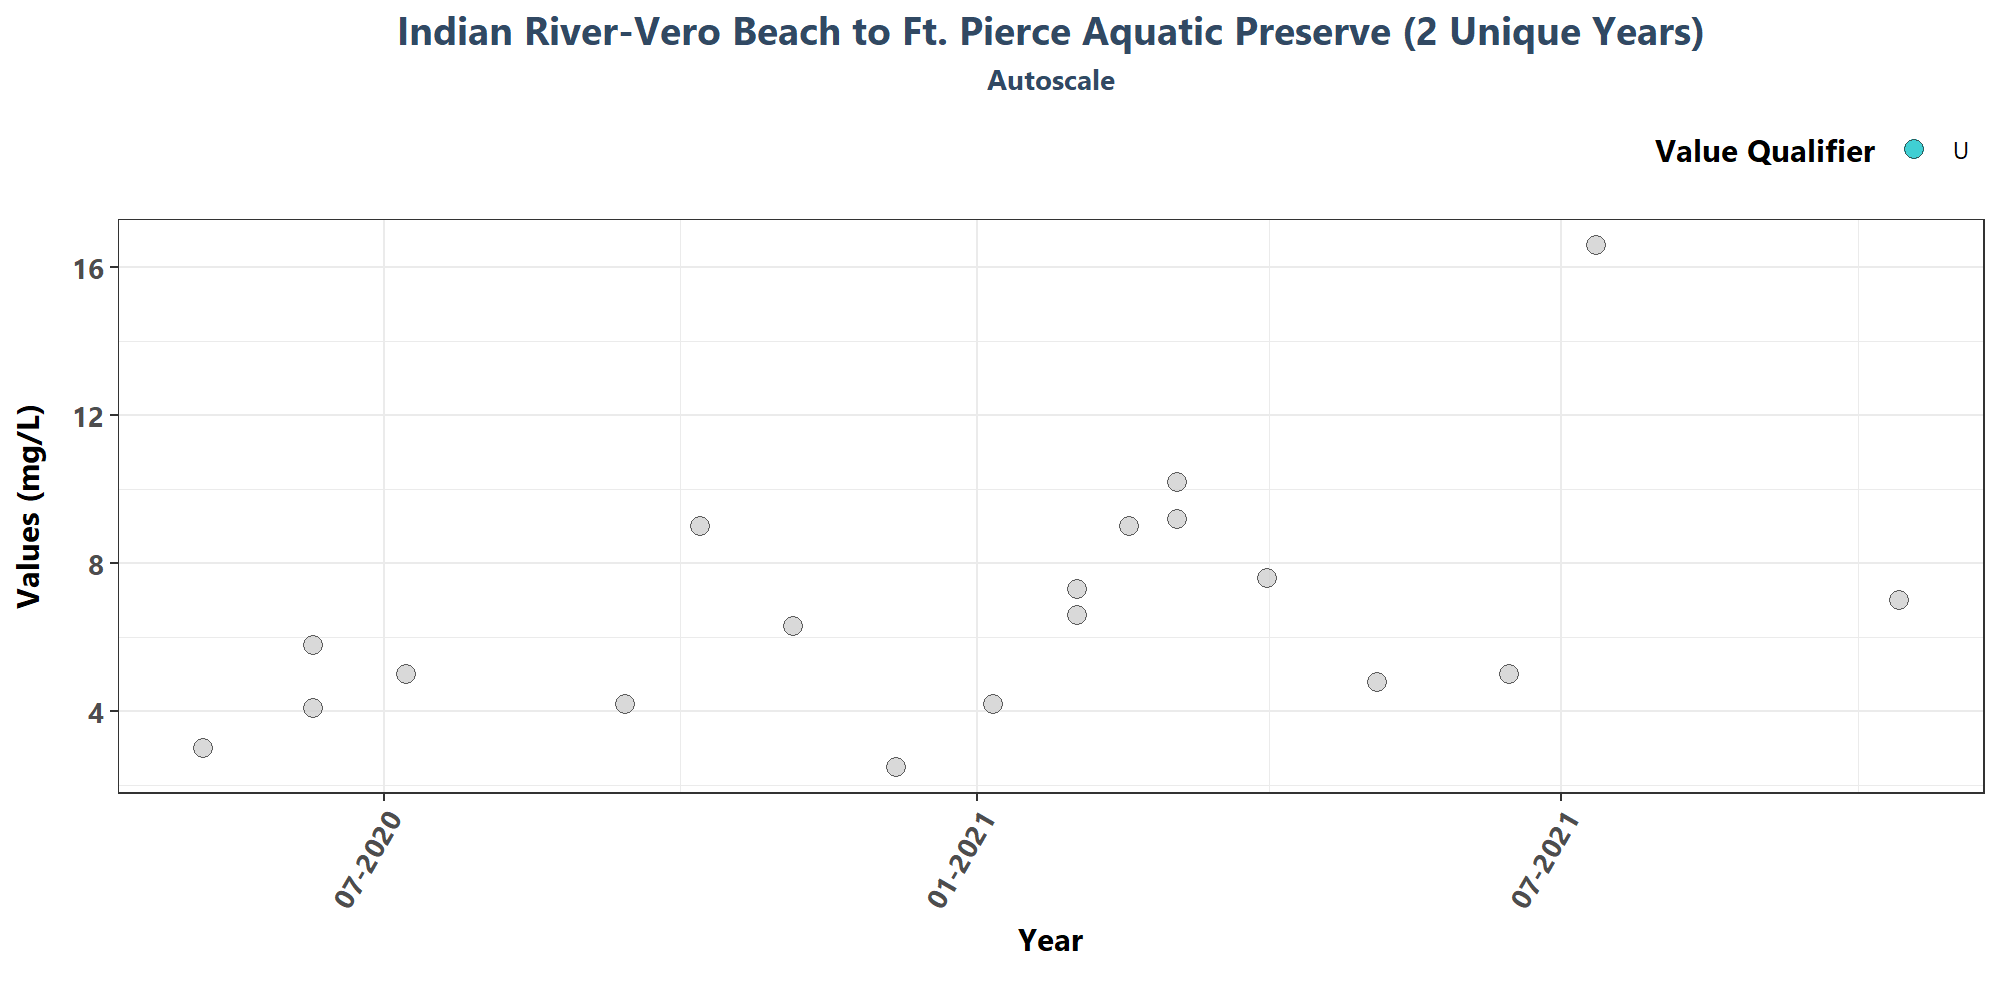 Indian River-Vero Beach to Ft. Pierce Aquatic Preserve (2 Unique Years)
Autoscale
Value Qualifier U
Values (mg/L)
16
12
8
4
07-2020
01-2021
07-2021
Year